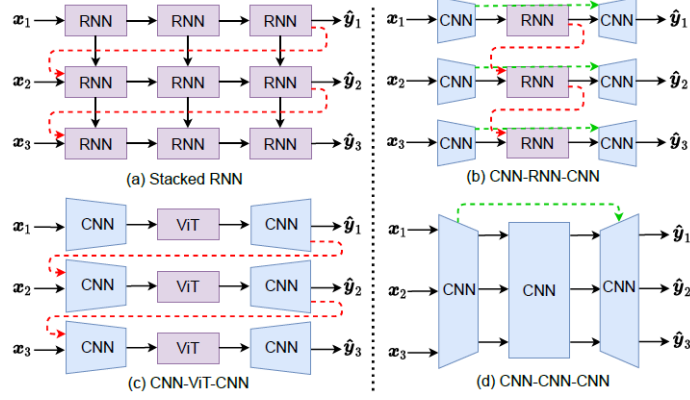 x₁ RNN RNN RNN ŷ₁
x₂ RNN RNN RNN ŷ₂
x₃ RNN RNN RNN ŷ₃
(a) Stacked RNN
x₁ CNN RNN CNN ŷ₁
x₂ CNN RNN CNN ŷ₂
x₃ CNN RNN CNN ŷ₃
(b) CNN-RNN-CNN
x₁ CNN ViT CNN ŷ₁
x₂ CNN ViT CNN ŷ₂
x₃ CNN ViT CNN ŷ₃
(c) CNN-ViT-CNN
x₁ ŷ₁
x₂ CNN CNN CNN ŷ₂
x₃ ŷ₃
(d) CNN-CNN-CNN